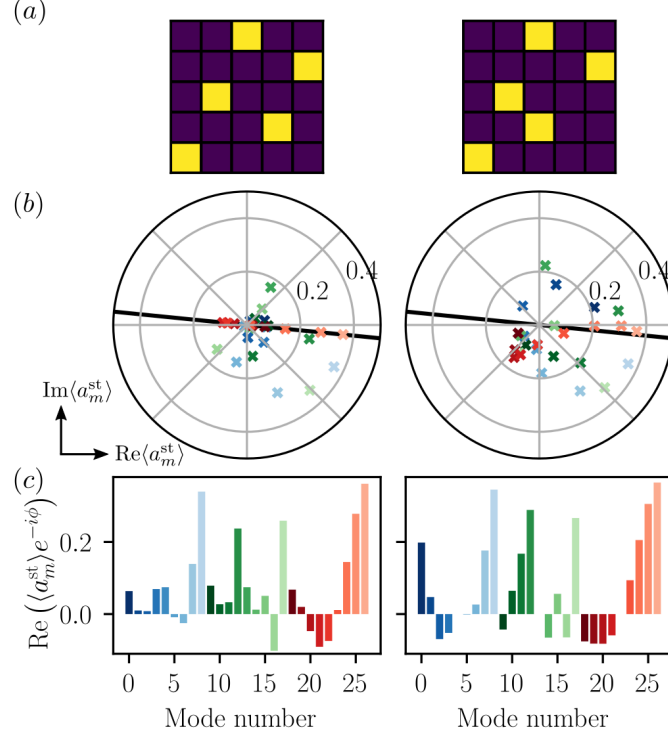 (a)
(b)
0.4
0.2
0.4
0.2
Im⟨a_m^st⟩
Re⟨a_m^st⟩
(c)
Re (⟨a_m^st⟩e^{-iϕ})
0.2
0.0
0 5 10 15 20 25
0 5 10 15 20 25
Mode number
Mode number